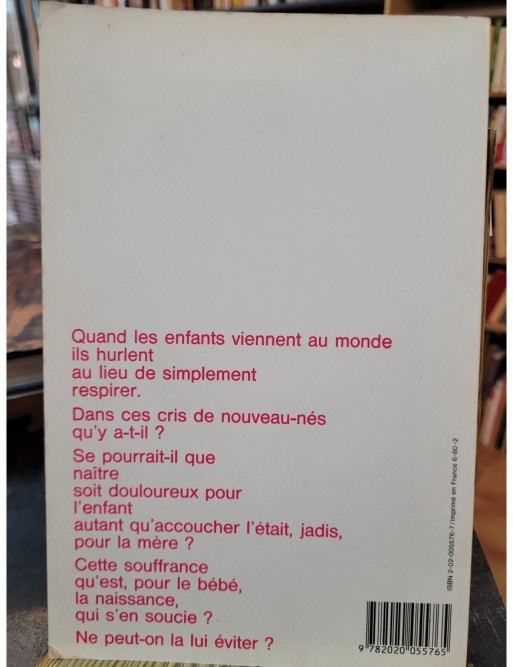 Quand les enfants viennent au monde
ils hurlent
au lieu de simplement
respirer.
Dans ces cris de nouveau-nés
qu'y a-t-il ?
Se pourrait-il que
naître
soit douloureux pour
l'enfant
autant qu'accoucher l'était, jadis,
pour la mère ?
Cette souffrance
qu'est, pour le bébé,
la naissance,
qui s'en soucie ?
Ne peut-on la lui éviter ?
ISBN 2-02-005576-7 / Imprimé en France 6-80-2
9 782020 055765